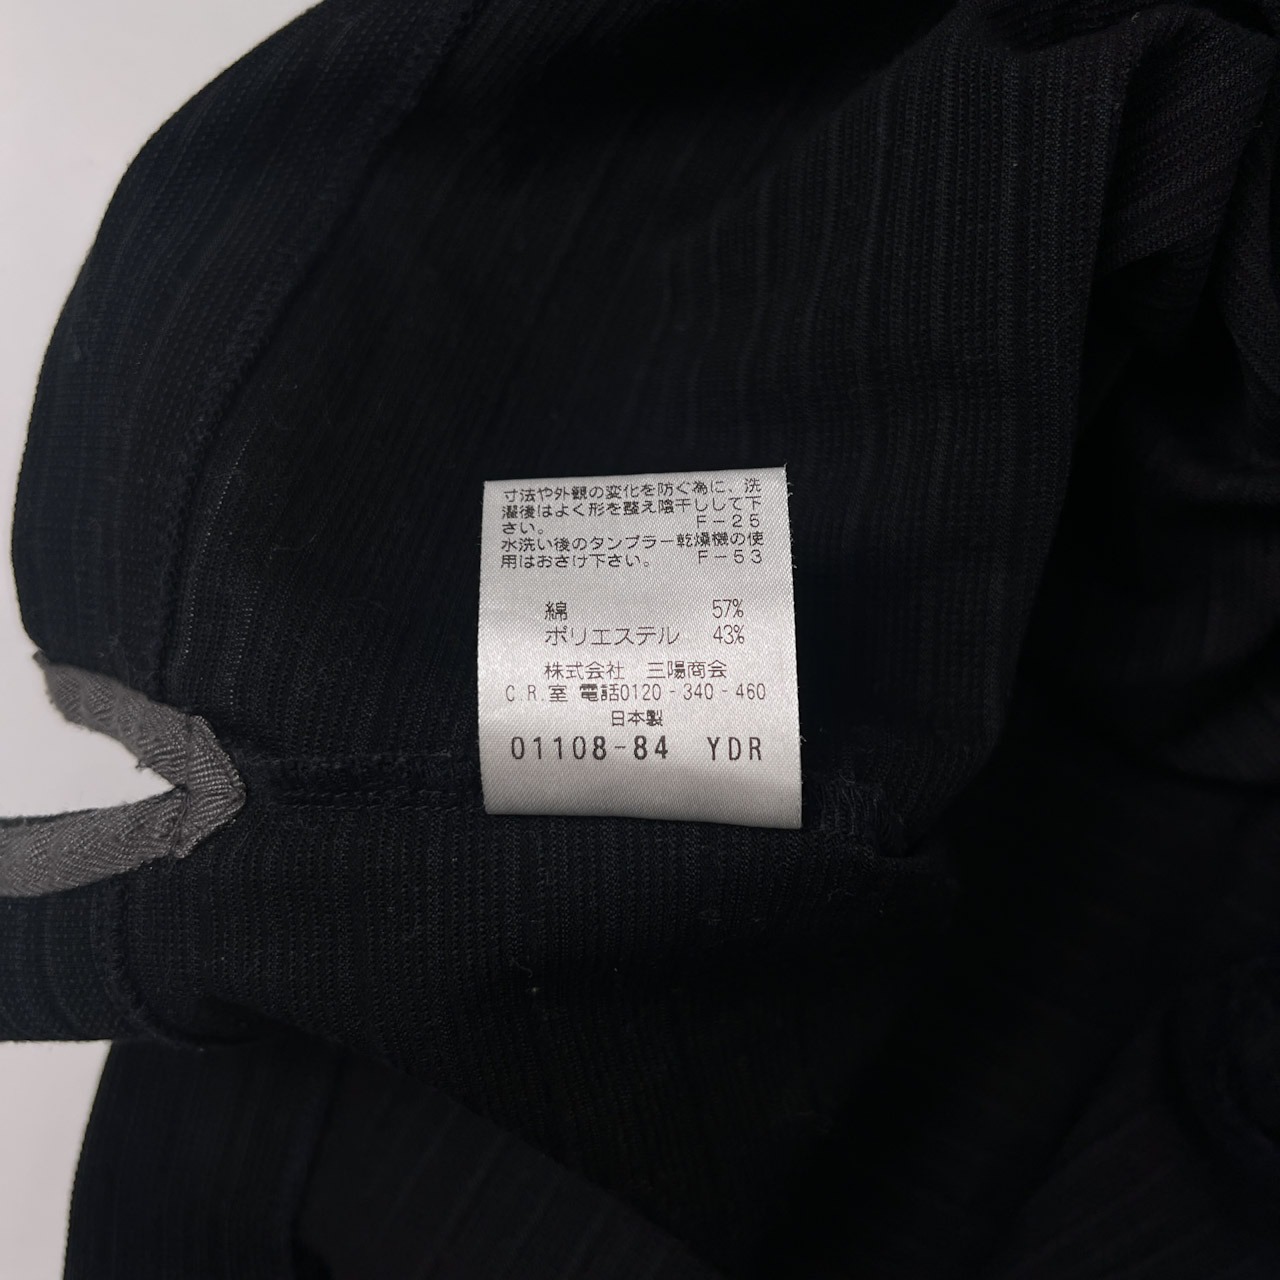 寸法や外観の変化を防ぐ為に、洗
濯後はよく形を整え陰干しして下
さい。 F-25
水洗い後のタンブラー乾燥機の使
用はおさけ下さい。 F-53
綿 57%
ポリエステル 43%
株式会社 三陽商会
C.R.室 電話0120-340-460
日本製
01108-84 YDR